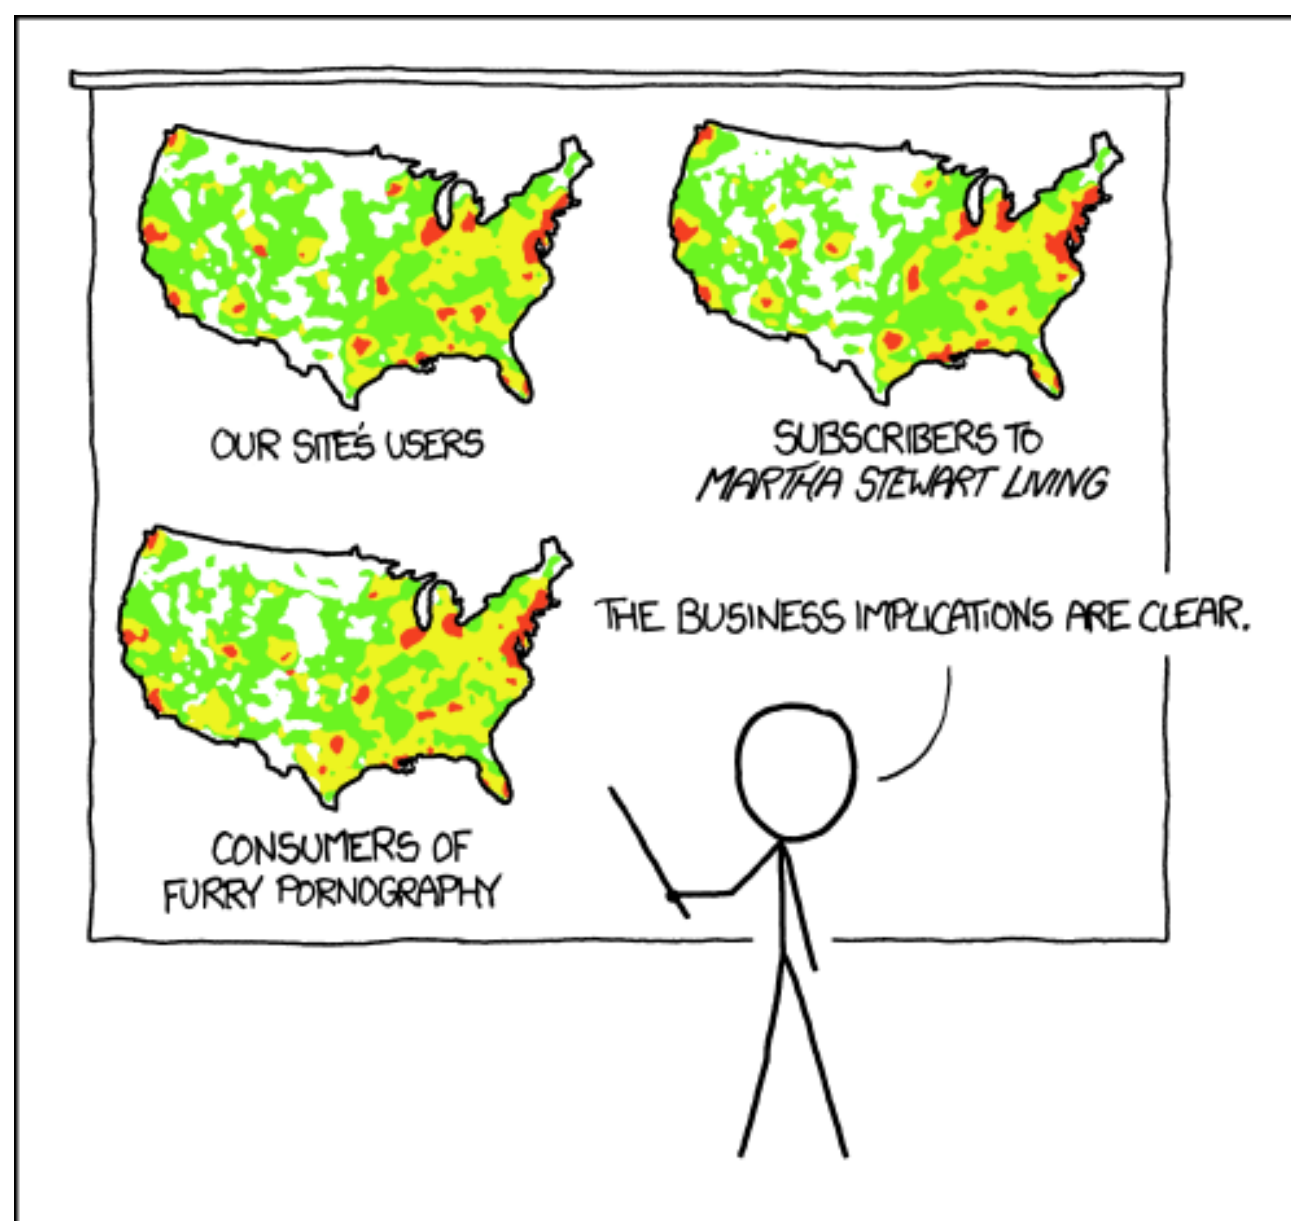 OUR SITE'S USERS
SUBSCRIBERS TO
MARTHA STEWART LIVING
CONSUMERS OF
FURRY PORNOGRAPHY
THE BUSINESS IMPLICATIONS ARE CLEAR.